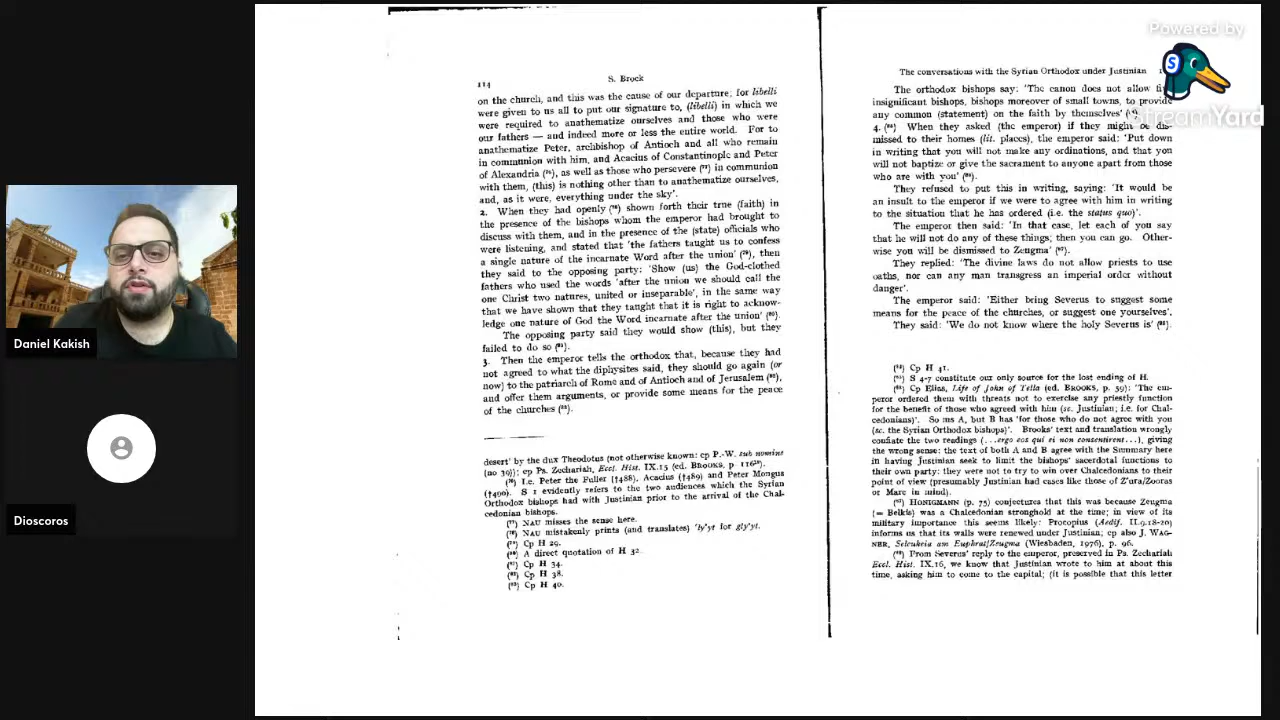 Powered by
StreamYard
Daniel Kakish
Dioscoros
114
S. Brock
on the church, and this was the cause of our departure; for libelli
were given to us all to put our signature to, (libelli) in which we
were required to anathematize ourselves and those who were
our fathers — and indeed more or less the entire world. For to
anathematize Peter, archbishop of Antioch and all who remain
in communion with him, and Acacius of Constantinople and Peter
of Alexandria (76), as well as those who persevere (77) in communion
with them, (this) is nothing other than to anathematize ourselves,
and, as it were, everything under the sky'.
2. When they had openly (78) shown forth their true (faith) in
the presence of the bishops whom the emperor had brought to
discuss with them, and in the presence of the (state) officials who
were listening, and stated that 'the fathers taught us to confess
a single nature of the incarnate Word after the union' (79), then
they said to the opposing party: 'Show (us) the God-clothed
fathers who used the words 'after the union we should call the
one Christ two natures, united or inseparable', in the same way
that we have shown that they taught that it is right to acknow-
ledge one nature of God the Word incarnate after the union' (80).
The opposing party said they would show (this), but they
failed to do so (81).
3. Then the emperor tells the orthodox that, because they had
not agreed to what the diphysites said, they should go again (or
now) to the patriarch of Rome and of Antioch and of Jerusalem (82),
and offer them arguments, or provide some means for the peace
of the churches (83).
desert' by the dux Theodotus (not otherwise known: cp P.-W. sub nomine
(no 39)); cp Ps. Zechariah, Eccl. Hist. IX.15 (ed. BROOKS, p. 116
(76) I.e. Peter the Fuller (†488), Acacius (†489) and Peter Mongus
(†490). S 1 evidently refers to the two audiences which the Syrian
Orthodox bishops had with Justinian prior to the arrival of the Chal-
cedonian bishops.
(77) NAU misses the sense here.
(78) NAU mistakenly prints (and translates) 'ly'yt for gly'yt.
(79) Cp H 29.
(80) A direct quotation of H 32.
(81) Cp H 34.
(82) Cp H 38.
(83) Cp H 40.
The conversations with the Syrian Orthodox under Justinian
The orthodox bishops say: 'The canon does not allow
insignificant bishops, bishops moreover of small towns, to provide
any common (statement) on the faith by themselves'
4. (85) When they asked (the emperor) if they might be dis-
missed to their homes (lit. places), the emperor said: 'Put down
in writing that you will not make any ordinations, and that you
will not baptize or give the sacrament to anyone apart from those
who are with you' (86).
They refused to put this in writing, saying: 'It would be
an insult to the emperor if we were to agree with him in writing
to the situation that he has ordered (i.e. the status quo)'.
The emperor then said: 'In that case, let each of you say
that he will not do any of these things; then you can go. Other-
wise you will be dismissed to Zeugma' (87).
They replied: 'The divine laws do not allow priests to use
oaths, nor can any man transgress an imperial order without
danger'.
The emperor said: 'Either being Severus to suggest some
means for the peace of the churches, or suggest one yourselves'.
They said: 'We do not know where the holy Severus is' (88).
(84) Cp H 41.
(85) S 4-7 constitute our only source for the lost ending of H.
(86) Cp Elias, Life of John of Tella (ed. BROOKS, p. 59): 'The em-
peror ordered them with threats not to exercise any priestly function
for the benefit of those who agreed with him (sc. Justinian; i.e. for Chal-
cedonians)'. So ms A, but B has 'for those who do not agree with you
(sc. the Syrian Orthodox bishops)'. Brooks' text and translation wrongly
conflate the two readings (...ergo eos qui ei non consentirent...), giving
the wrong sense: the text of both A and B agree with the Summary here
in having Justinian seek to limit the bishops' sacerdotal functions to
their own party: they were not to try to win over Chalcedonians to their
point of view (presumably Justinian had cases like those of Z'ura/Zooras
or Mare in mind).
(87) HONIGMANN (p. 75) conjectures that this was because Zeugma
(= Belkis) was a Chalcedonian stronghold at the time; in view of its
military importance this seems likely: Procopius (Aedif. II.9.18-20)
informs us that its walls were renewed under Justinian; cp also J. WAG-
NER, Seleukeia am Euphrat/Zeugma (Wiesbaden, 1976), p. 96.
(88) From Severus' reply to the emperor, preserved in Ps. Zechariah
Eccl. Hist. IX.16, we know that Justinian wrote to him at about this
time, asking him to come to the capital; (it is possible that this letter